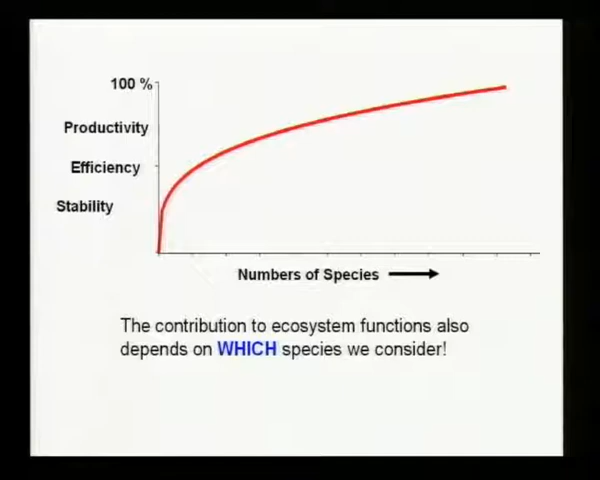 100 %
Productivity
Efficiency
Stability
Numbers of Species
The contribution to ecosystem functions also
depends on WHICH species we consider!